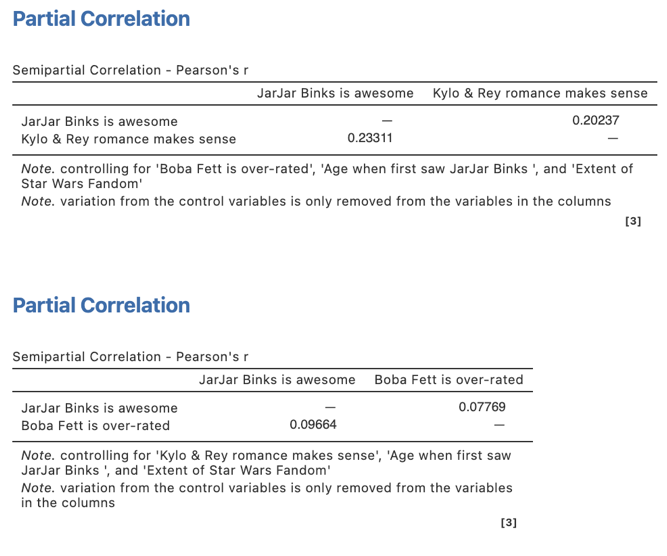 Partial Correlation
Semipartial Correlation - Pearson's r
JarJar Binks is awesome Kylo & Rey romance makes sense
JarJar Binks is awesome — 0.20237
Kylo & Rey romance makes sense 0.23311 —
Note. controlling for 'Boba Fett is over-rated', 'Age when first saw JarJar Binks ', and 'Extent of
Star Wars Fandom'
Note. variation from the control variables is only removed from the variables in the columns
[3]
Partial Correlation
Semipartial Correlation - Pearson's r
JarJar Binks is awesome Boba Fett is over-rated
JarJar Binks is awesome — 0.07769
Boba Fett is over-rated 0.09664 —
Note. controlling for 'Kylo & Rey romance makes sense', 'Age when first saw
JarJar Binks ', and 'Extent of Star Wars Fandom'
Note. variation from the control variables is only removed from the variables
in the columns
[3]